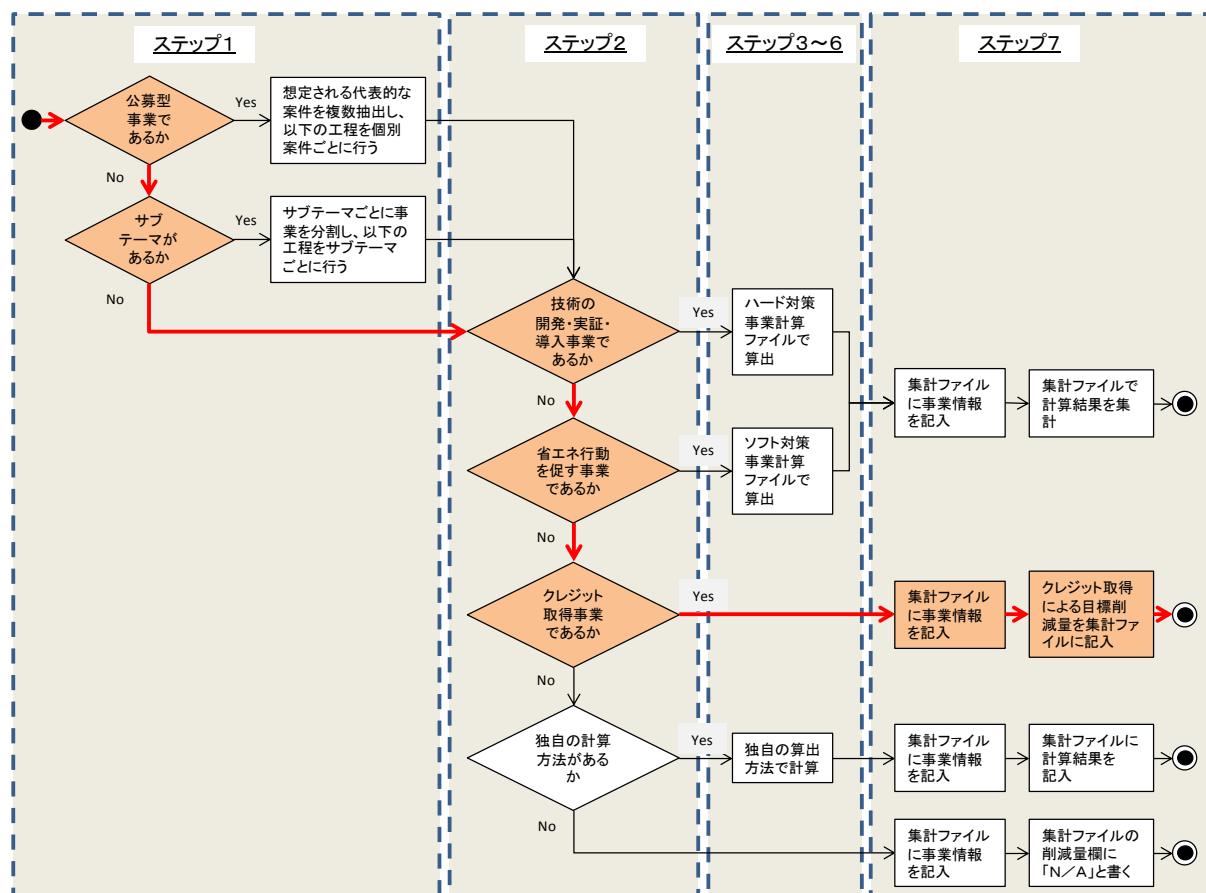 ステップ1
ステップ2
ステップ3~6
ステップ7
公募型
事業で
あるか
Yes
想定される代表的な
案件を複数抽出し、
以下の工程を個別
案件ごとに行う
No
サブ
テーマが
あるか
Yes
サブテーマごとに事
業を分割し、以下の
工程をサブテーマ
ごとに行う
No
技術の
開発・実証・
導入事業で
あるか
Yes
ハード対策
事業計算
ファイルで
算出
集計ファイル
に事業情報
を記入
集計ファイルで
計算結果を集
計
No
省エネ行動
を促す事業
であるか
Yes
ソフト対策
事業計算
ファイルで
算出
No
クレジット
取得事業
であるか
Yes
集計ファイル
に事業情報
を記入
クレジット取得
による目標削
減量を集計ファ
イルに記入
No
独自の計算
方法がある
か
Yes
独自の算出
方法で計算
集計ファイル
に事業情報
を記入
集計ファイルに
計算結果を
記入
No
集計ファイル
に事業情報
を記入
集計ファイルの
削減量欄に
「N/A」と書く